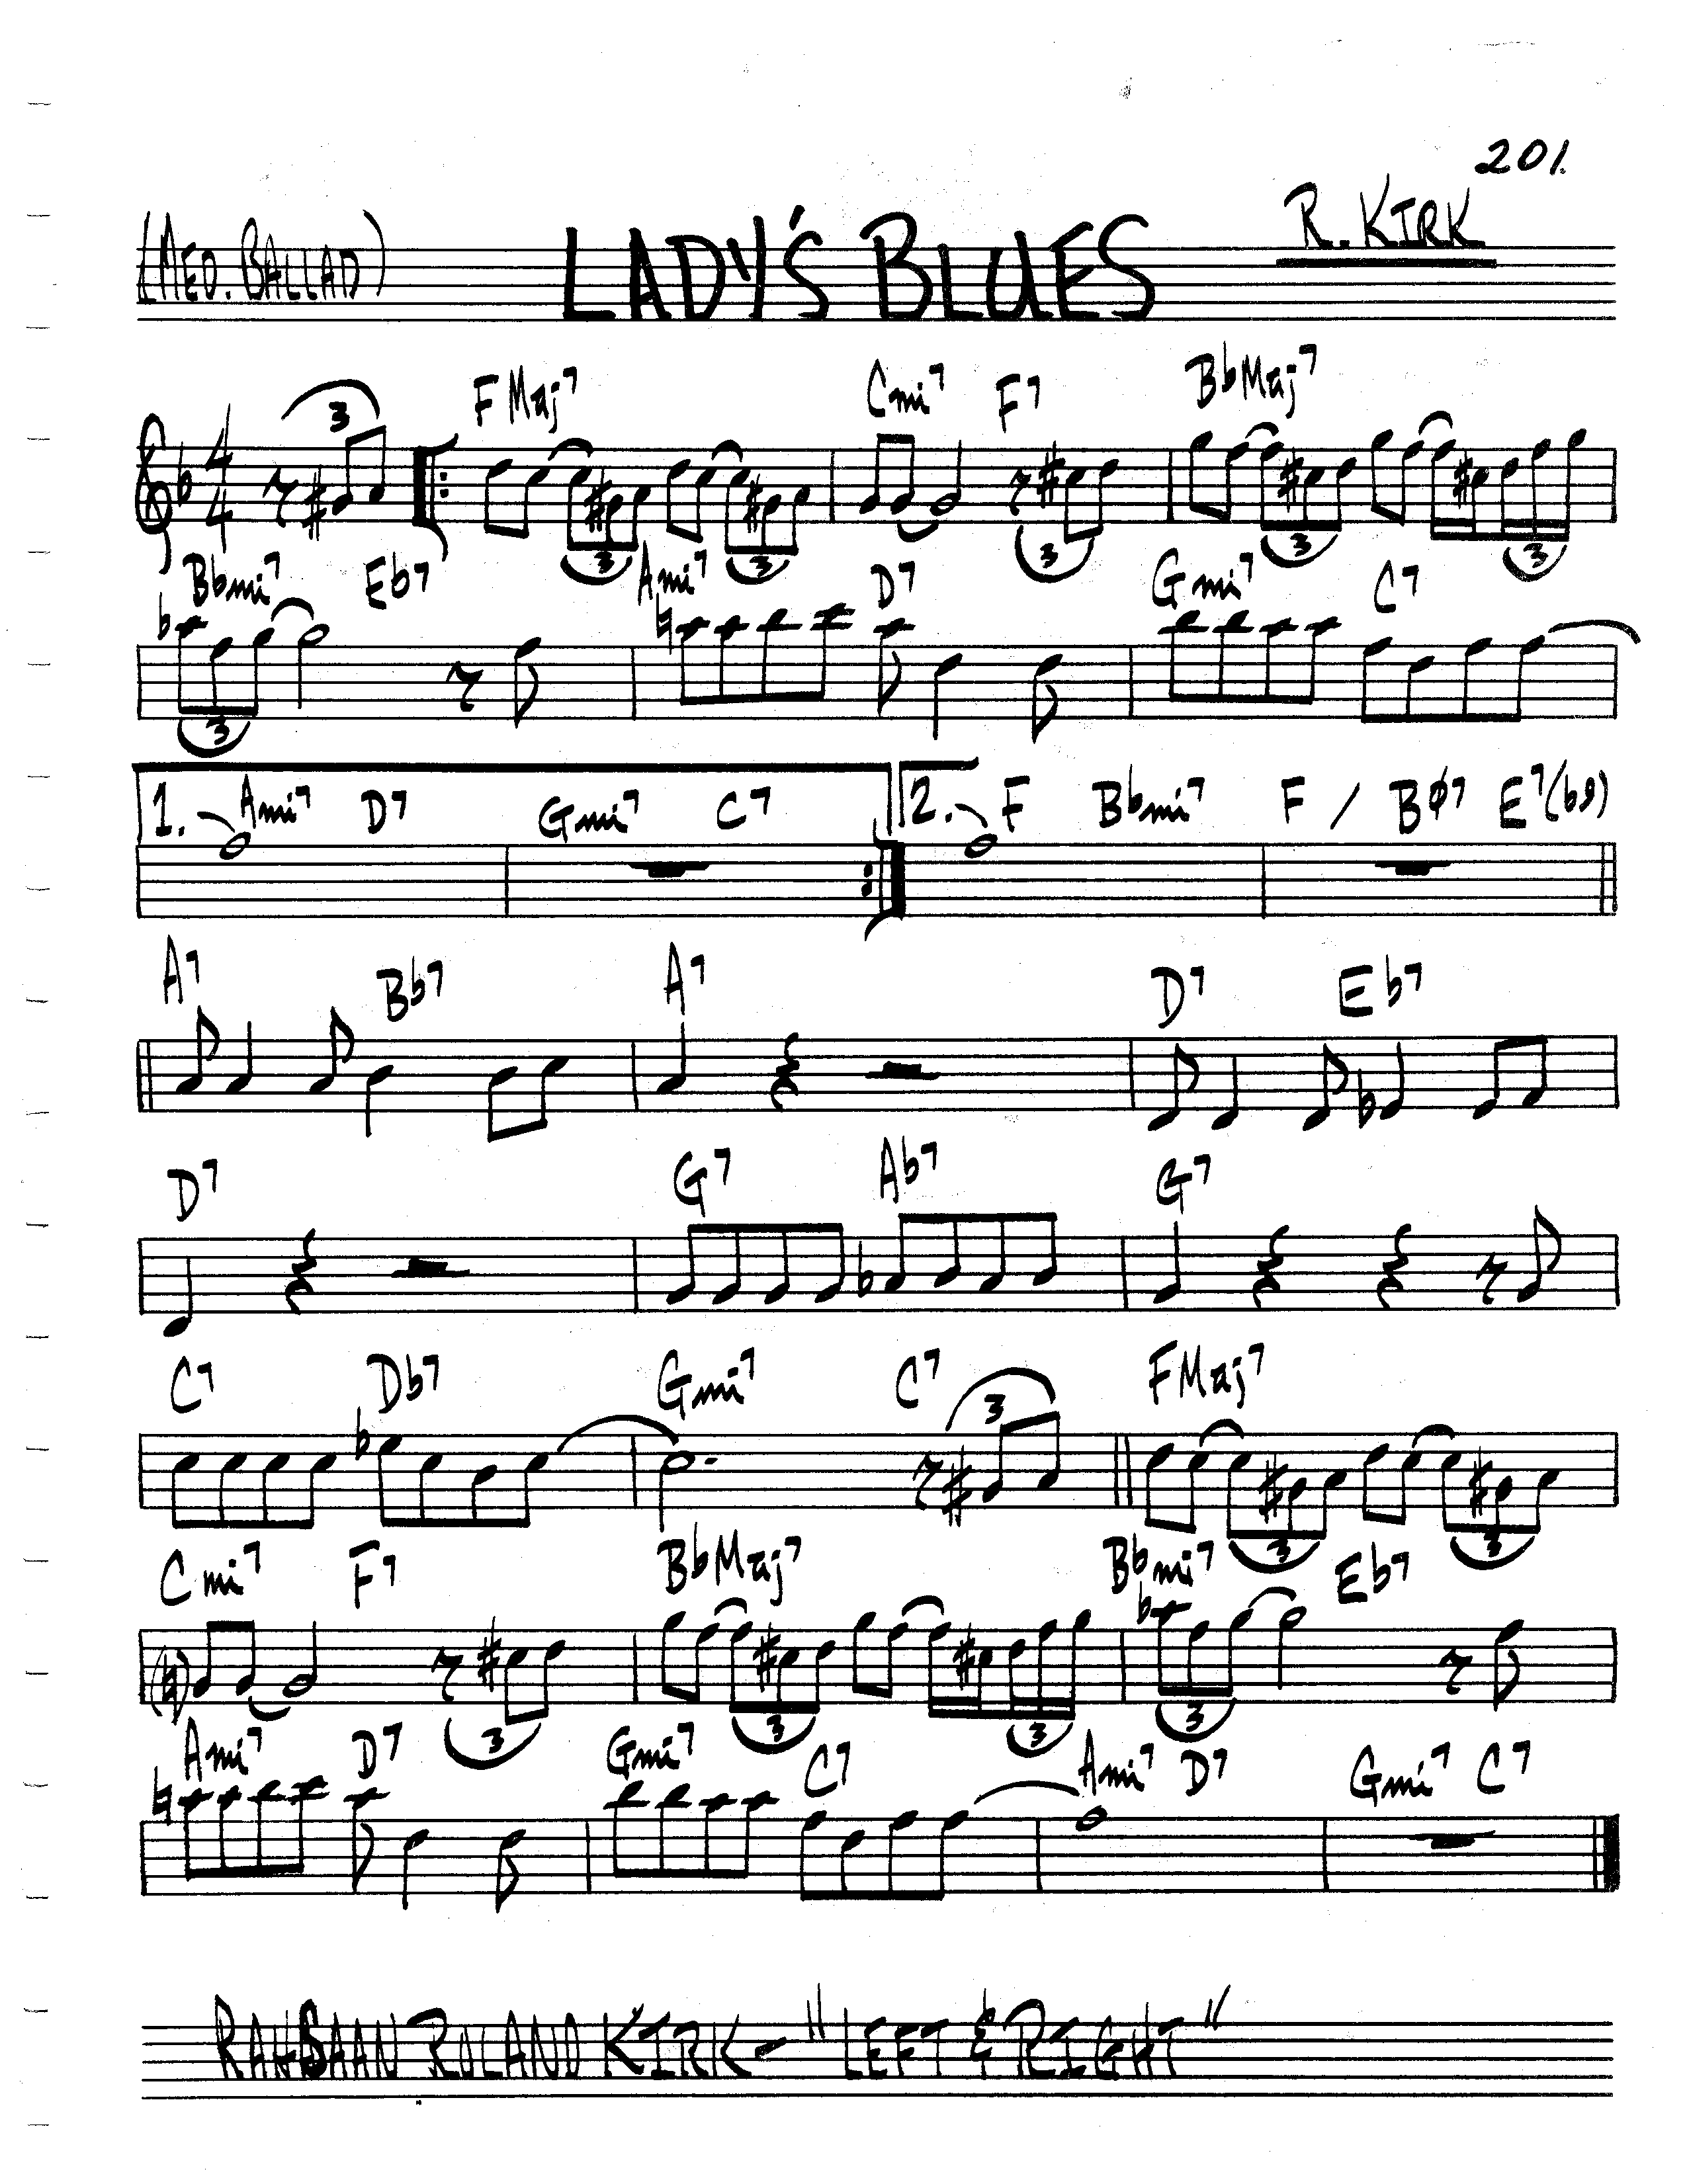 201.
(MED. BALLAD) LADY'S BLUES R. KIRK
3 FMaj7 Cmi7 F7 BbMaj7
4 4
3 3 3 3 3
Bbmi7 Eb7 Ami7 D7 Gmi7 C7
3
1. Ami7 D7 Gmi7 C7 2. F Bbmi7 F / BØ7 E7(b9)
A7 Bb7 A7 D7 Eb7
D7 G7 Ab7 G7
C7 Db7 Gmi7 C7 3 FMaj7
3 3
Cmi7 F7 BbMaj7 Bbmi7 Eb7
3 3 3 3
Ami7 D7 Gmi7 C7 Ami7 D7 Gmi7 C7
RAHSAAN ROLAND KIRK - "LEFT & RIGHT"